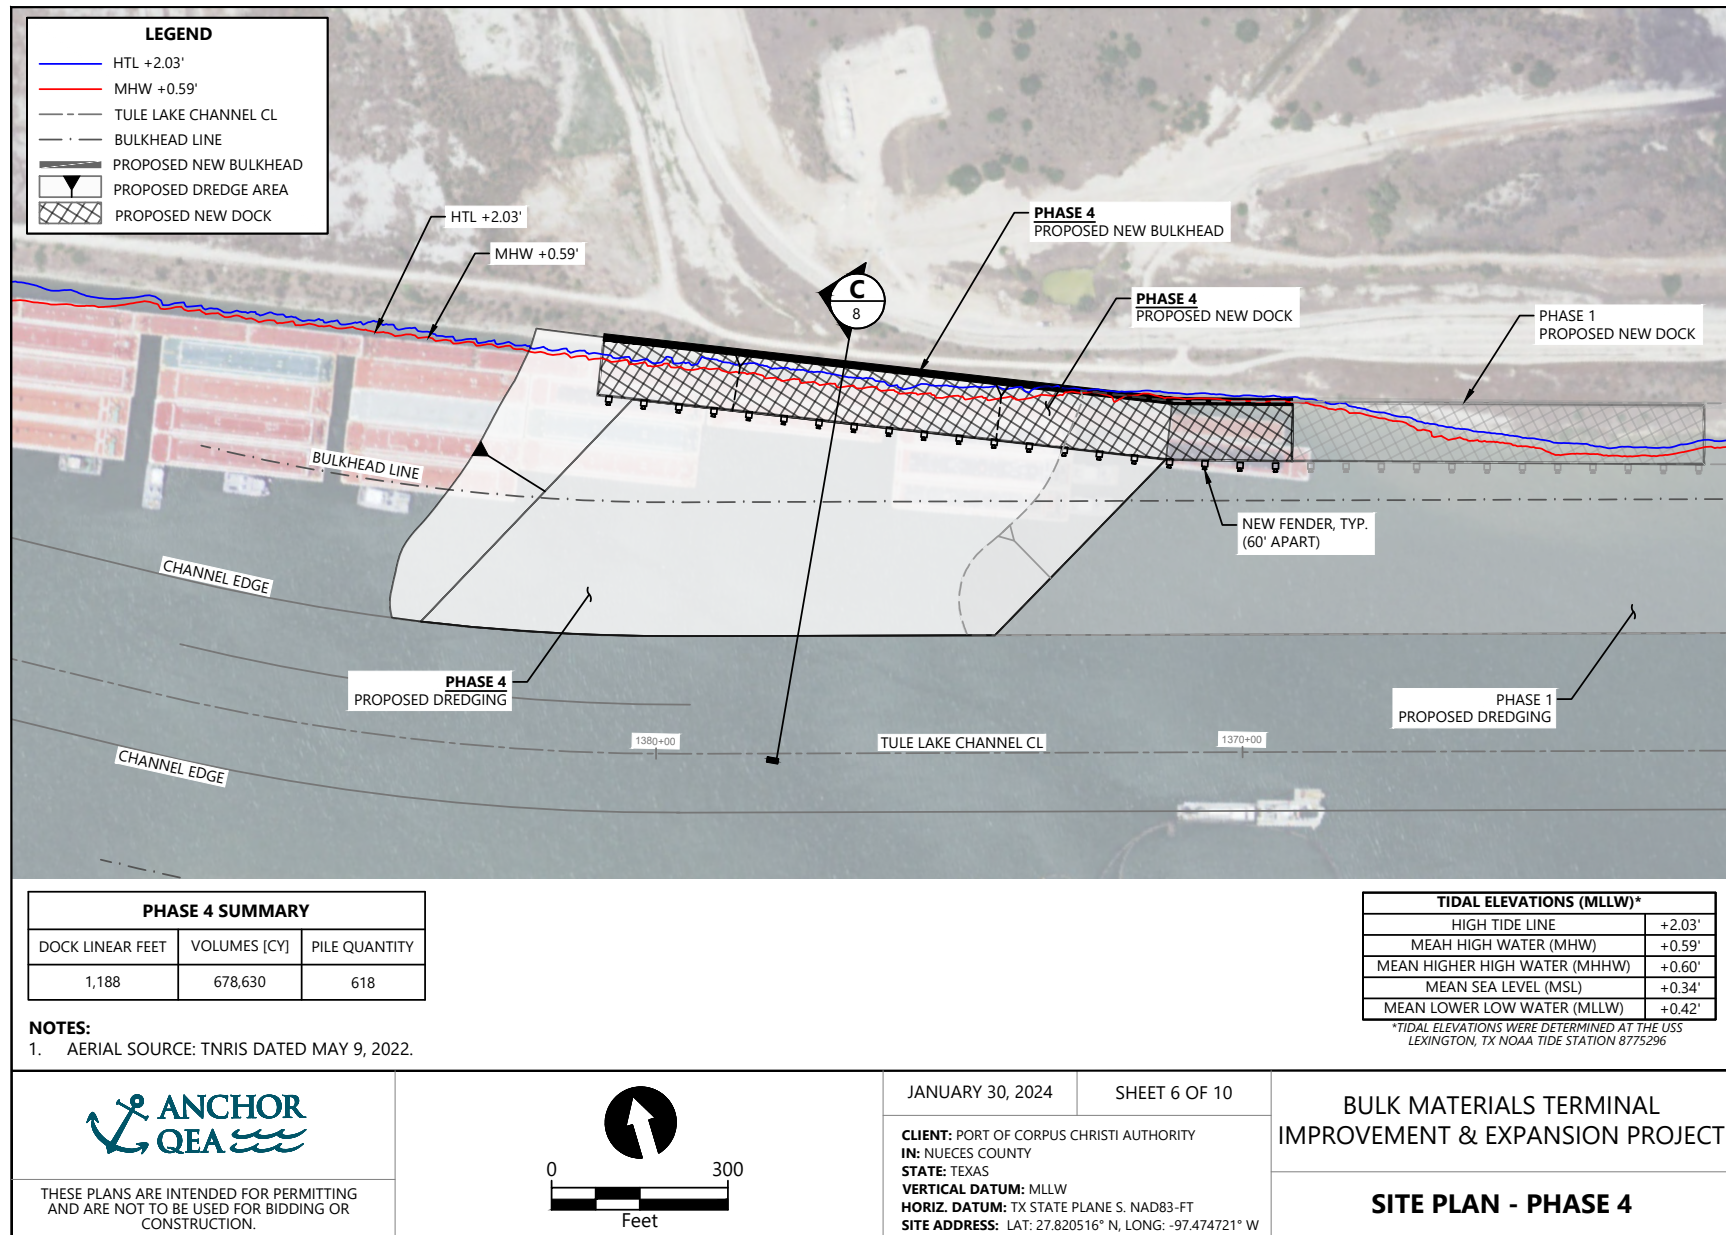 LEGEND
HTL +2.03'
MHW +0.59'
TULE LAKE CHANNEL CL
BULKHEAD LINE
PROPOSED NEW BULKHEAD
PROPOSED DREDGE AREA
PROPOSED NEW DOCK
HTL +2.03'
MHW +0.59'
PHASE 4
PROPOSED NEW BULKHEAD
C
8
PHASE 4
PROPOSED NEW DOCK
PHASE 1
PROPOSED NEW DOCK
BULKHEAD LINE
NEW FENDER, TYP.
(60' APART)
CHANNEL EDGE
PHASE 4
PROPOSED DREDGING
PHASE 1
PROPOSED DREDGING
1380+00
TULE LAKE CHANNEL CL
1370+00
CHANNEL EDGE
PHASE 4 SUMMARY
DOCK LINEAR FEET VOLUMES [CY] PILE QUANTITY
1,188 678,630 618
NOTES:
1. AERIAL SOURCE: TNRIS DATED MAY 9, 2022.
TIDAL ELEVATIONS (MLLW)*
HIGH TIDE LINE +2.03'
MEAH HIGH WATER (MHW) +0.59'
MEAN HIGHER HIGH WATER (MHHW) +0.60'
MEAN SEA LEVEL (MSL) +0.34'
MEAN LOWER LOW WATER (MLLW) +0.42'
*TIDAL ELEVATIONS WERE DETERMINED AT THE USS
LEXINGTON, TX NOAA TIDE STATION 8775296
ANCHOR
QEA
THESE PLANS ARE INTENDED FOR PERMITTING
AND ARE NOT TO BE USED FOR BIDDING OR
CONSTRUCTION.
0 300
Feet
JANUARY 30, 2024 SHEET 6 OF 10
CLIENT: PORT OF CORPUS CHRISTI AUTHORITY
IN: NUECES COUNTY
STATE: TEXAS
VERTICAL DATUM: MLLW
HORIZ. DATUM: TX STATE PLANE S. NAD83-FT
SITE ADDRESS: LAT: 27.820516° N, LONG: -97.474721° W
BULK MATERIALS TERMINAL
IMPROVEMENT & EXPANSION PROJECT
SITE PLAN - PHASE 4